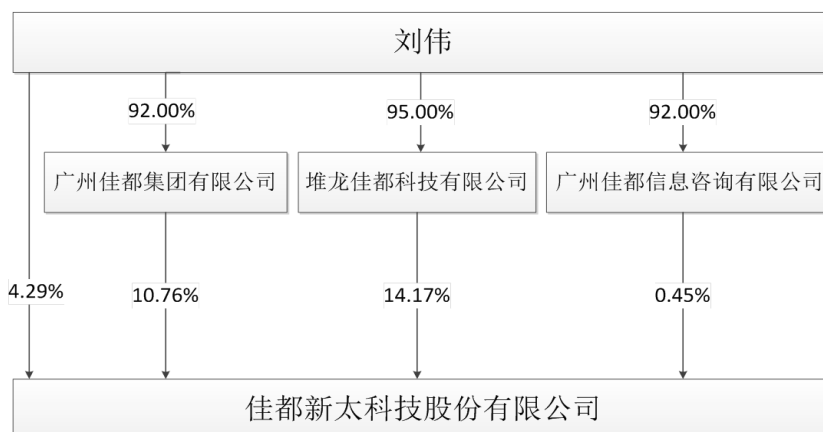 刘伟
92.00%
95.00%
92.00%
广州佳都集团有限公司
堆龙佳都科技有限公司
广州佳都信息咨询有限公司
4.29%
10.76%
14.17%
0.45%
佳都新太科技股份有限公司